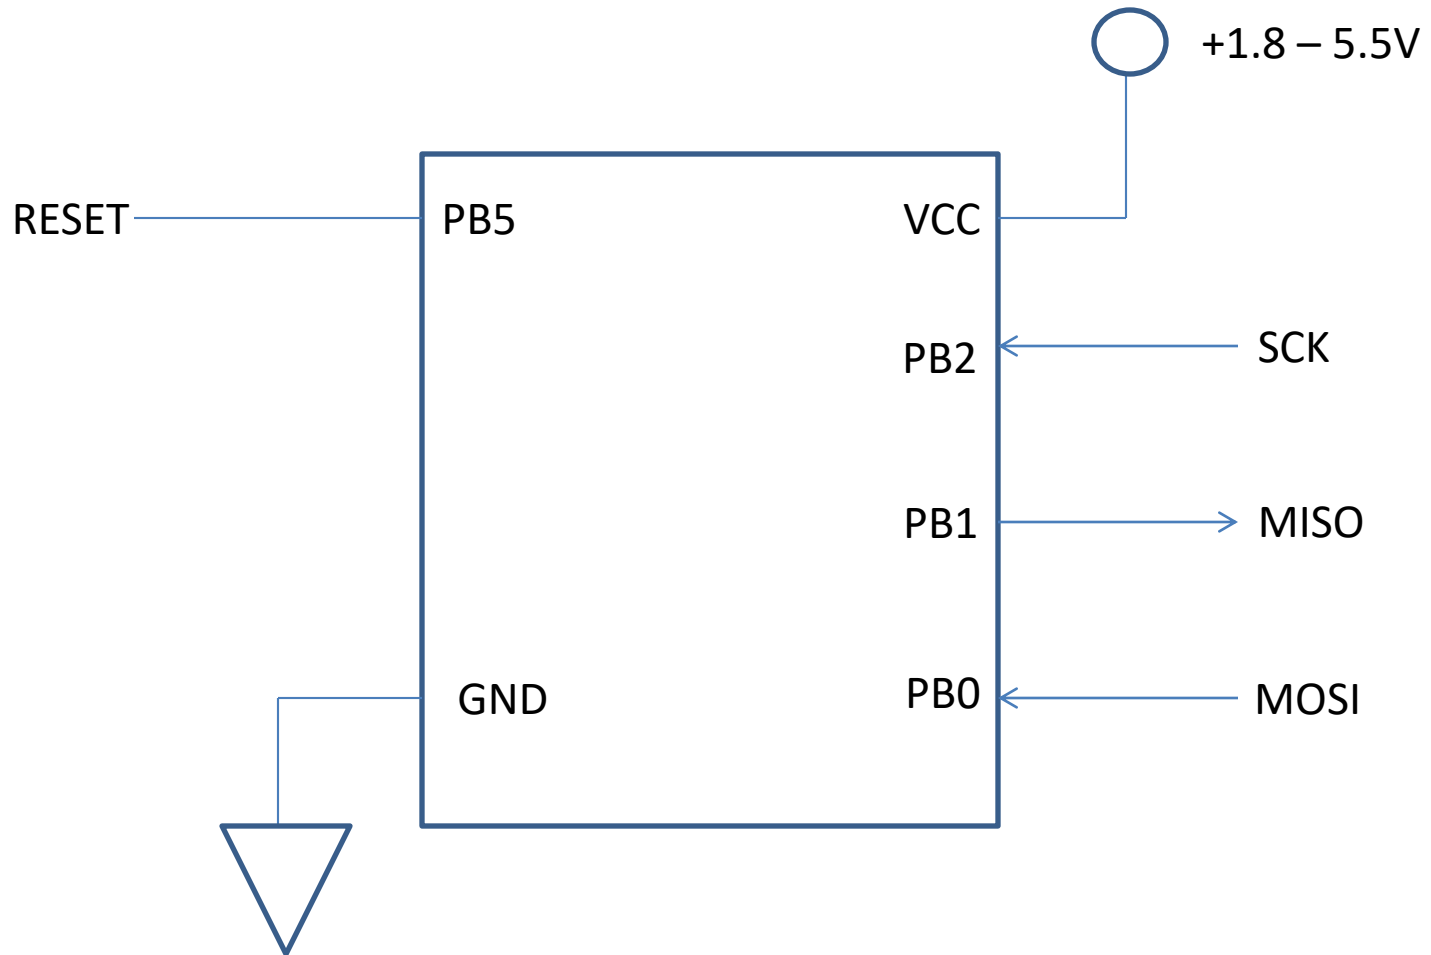 +1.8 – 5.5V
RESET
PB5
VCC
PB2
SCK
PB1
MISO
GND
PB0
MOSI